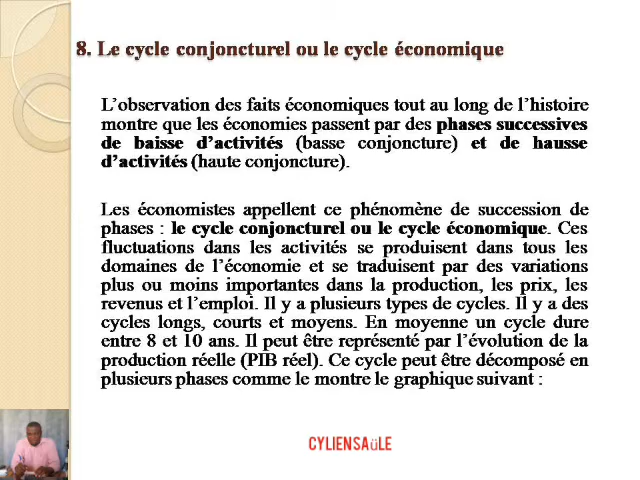 8. Le cycle conjoncturel ou le cycle économique
L’observation des faits économiques tout au long de l’histoire
montre que les économies passent par des phases successives
de baisse d’activités (basse conjoncture) et de hausse
d’activités (haute conjoncture).
Les économistes appellent ce phénomène de succession de
phases : le cycle conjoncturel ou le cycle économique. Ces
fluctuations dans les activités se produisent dans tous les
domaines de l’économie et se traduisent par des variations
plus ou moins importantes dans la production, les prix, les
revenus et l’emploi. Il y a plusieurs types de cycles. Il y a des
cycles longs, courts et moyens. En moyenne un cycle dure
entre 8 et 10 ans. Il peut être représenté par l’évolution de la
production réelle (PIB réel). Ce cycle peut être décomposé en
plusieurs phases comme le montre le graphique suivant :
CYLIENSAüLE